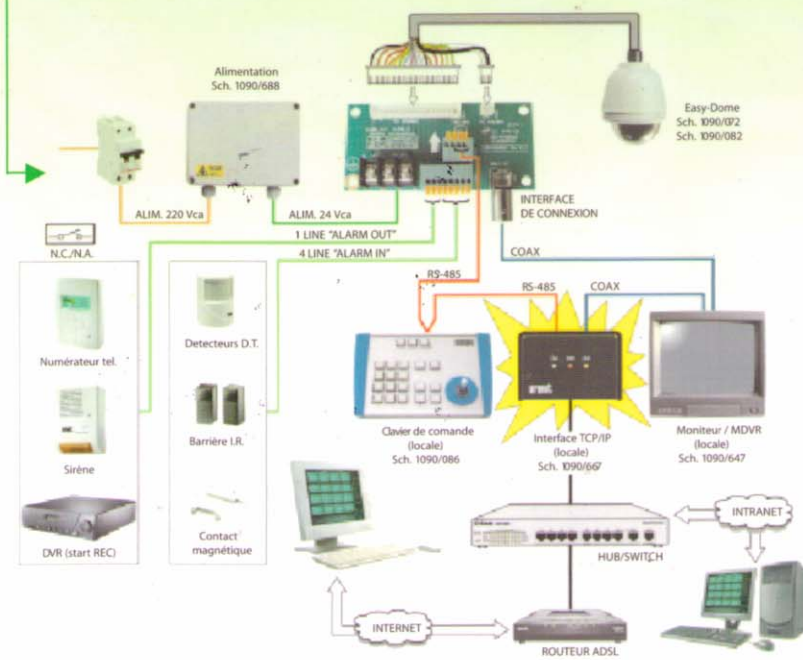 Alimentation
Sch. 1090/688
Easy-Dome
Sch. 1090/072
Sch. 1090/082
INTERFACE
DE CONNEXION
ALIM. 220 Vca
ALIM. 24 Vca
1 LINE "ALARM OUT"
4 LINE "ALARM IN"
COAX
N.C./N.A.
RS-485
RS-485
COAX
Numérateur tel.
Detecteurs D.T.
Sirène
Barrière I.R.
Clavier de comande
(locale)
Sch. 1090/086
Interface TCP/IP
(locale)
Sch. 1090/667
Moniteur / MDVR
(locale)
Sch. 1090/647
DVR (start REC)
Contact
magnétique
HUB/SWITCH
INTRANET
INTERNET
ROUTEUR ADSL